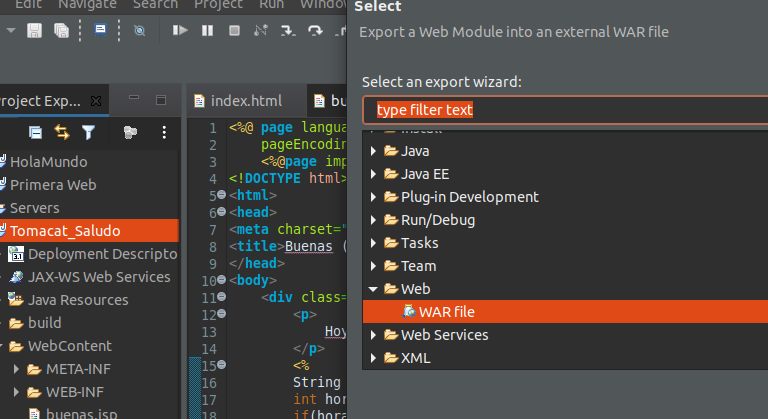 Edit Navigate Search Project Run Window
Select
Export a Web Module into an external WAR file
Select an export wizard:
type filter text
Install
Java
Java EE
Plug-in Development
Run/Debug
Tasks
Team
Web
WAR file
Web Services
XML
Project Exp...
HolaMundo
Primera Web
Servers
Tomacat_Saludo
Deployment Descripto
JAX-WS Web Services
Java Resources
build
WebContent
META-INF
WEB-INF
buenas.jsp
index.html
bu
1 <%@ page langua
2 pageEncodin
3 <%@page imp
4 <!DOCTYPE html>
5 <html>
6 <head>
7 <meta charset="
8 <title>Buenas (
9 </head>
10 <body>
11 <div class=
12 <p>
13 Hoy
14 </p>
15 <%
16 String
17 int hor
18 if(hora